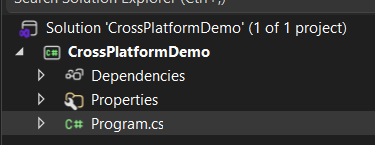 Search Solution Explorer (Ctrl+;)
Solution 'CrossPlatformDemo' (1 of 1 project)
C# CrossPlatformDemo
Dependencies
Properties
C# Program.cs